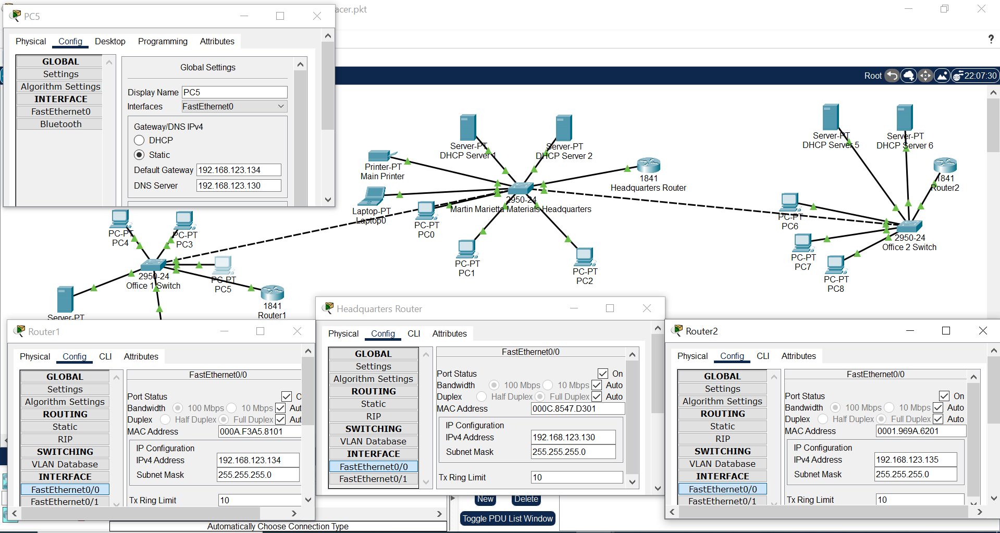 PC5
acer.pkt
Physical Config Desktop Programming Attributes
?
GLOBAL
Settings
Algorithm Settings
INTERFACE
FastEthernet0
Bluetooth
Global Settings
Display Name PC5
Interfaces FastEthernet0
Gateway/DNS IPv4
DHCP
Static
Default Gateway 192.168.123.134
DNS Server 192.168.123.130
Root 22:07:30
Server-PT
DHCP Server 1
Server-PT
DHCP Server 2
Server-PT
DHCP Server 5
Server-PT
DHCP Server 6
Printer-PT
Main Printer
1841
Headquarters Router
1841
Router2
Laptop-PT
Laptop0
2950-24
Martin Marietta Materials Headquarters
PC-PT
PC0
PC-PT
PC6
PC-PT
PC4
PC-PT
PC3
2950-24
Office 2 Switch
PC-PT
PC1
PC-PT
PC2
PC-PT
PC7
PC-PT
PC8
2950-24
Office 1 Switch
PC-PT
PC5
1841
Router1
Server-PT
Router1
Physical Config CLI Attributes
GLOBAL
Settings
Algorithm Settings
ROUTING
Static
RIP
SWITCHING
VLAN Database
INTERFACE
FastEthernet0/0
FastEthernet0/1
FastEthernet0/0
Port Status
Bandwidth 100 Mbps 10 Mbps Aut
Duplex Half Duplex Full Duplex Aut
MAC Address 000A.F3A5.8101
IP Configuration
IPv4 Address 192.168.123.134
Subnet Mask 255.255.255.0
Tx Ring Limit 10
Headquarters Router
Physical Config CLI Attributes
GLOBAL
Settings
Algorithm Settings
ROUTING
Static
RIP
SWITCHING
VLAN Database
INTERFACE
FastEthernet0/0
FastEthernet0/1
FastEthernet0/0
Port Status On
Bandwidth 100 Mbps 10 Mbps Auto
Duplex Half Duplex Full Duplex Auto
MAC Address 000C.8547.D301
IP Configuration
IPv4 Address 192.168.123.130
Subnet Mask 255.255.255.0
Tx Ring Limit 10
Router2
Physical Config CLI Attributes
GLOBAL
Settings
Algorithm Settings
ROUTING
Static
RIP
SWITCHING
VLAN Database
INTERFACE
FastEthernet0/0
FastEthernet0/1
FastEthernet0/0
Port Status On
Bandwidth 100 Mbps 10 Mbps Auto
Duplex Half Duplex Full Duplex Auto
MAC Address 0001.969A.6201
IP Configuration
IPv4 Address 192.168.123.135
Subnet Mask 255.255.255.0
Tx Ring Limit 10
New Delete
Toggle PDU List Window
Automatically Choose Connection Type